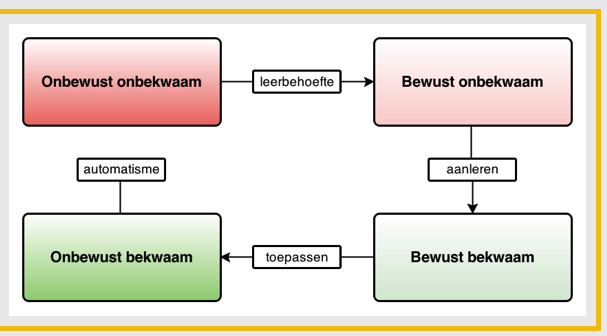 Onbewust onbekwaam
leerbehoefte
Bewust onbekwaam
automatisme
aanleren
Onbewust bekwaam
toepassen
Bewust bekwaam